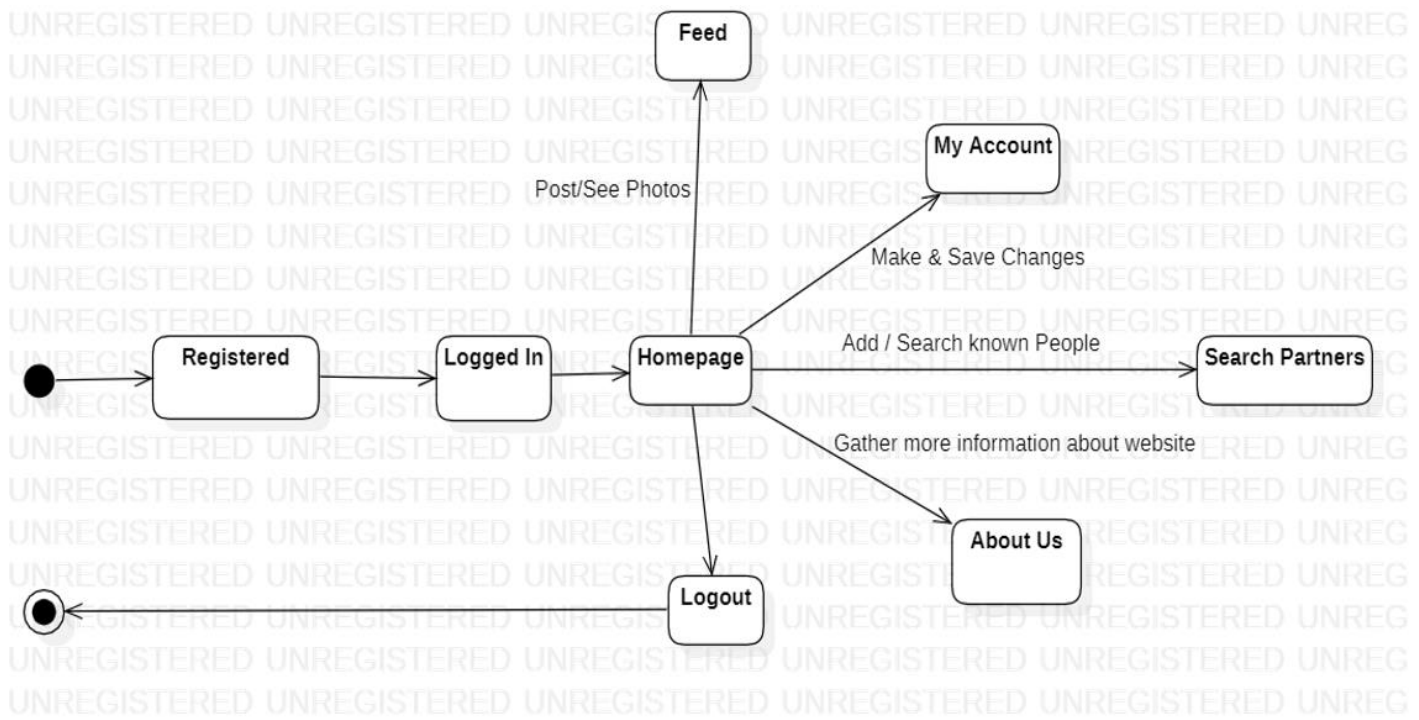 UNREGISTERED
Feed
My Account
Post/See Photos
Make & Save Changes
Add / Search known People
Registered
Logged In
Homepage
Search Partners
Gather more information about website
About Us
Logout